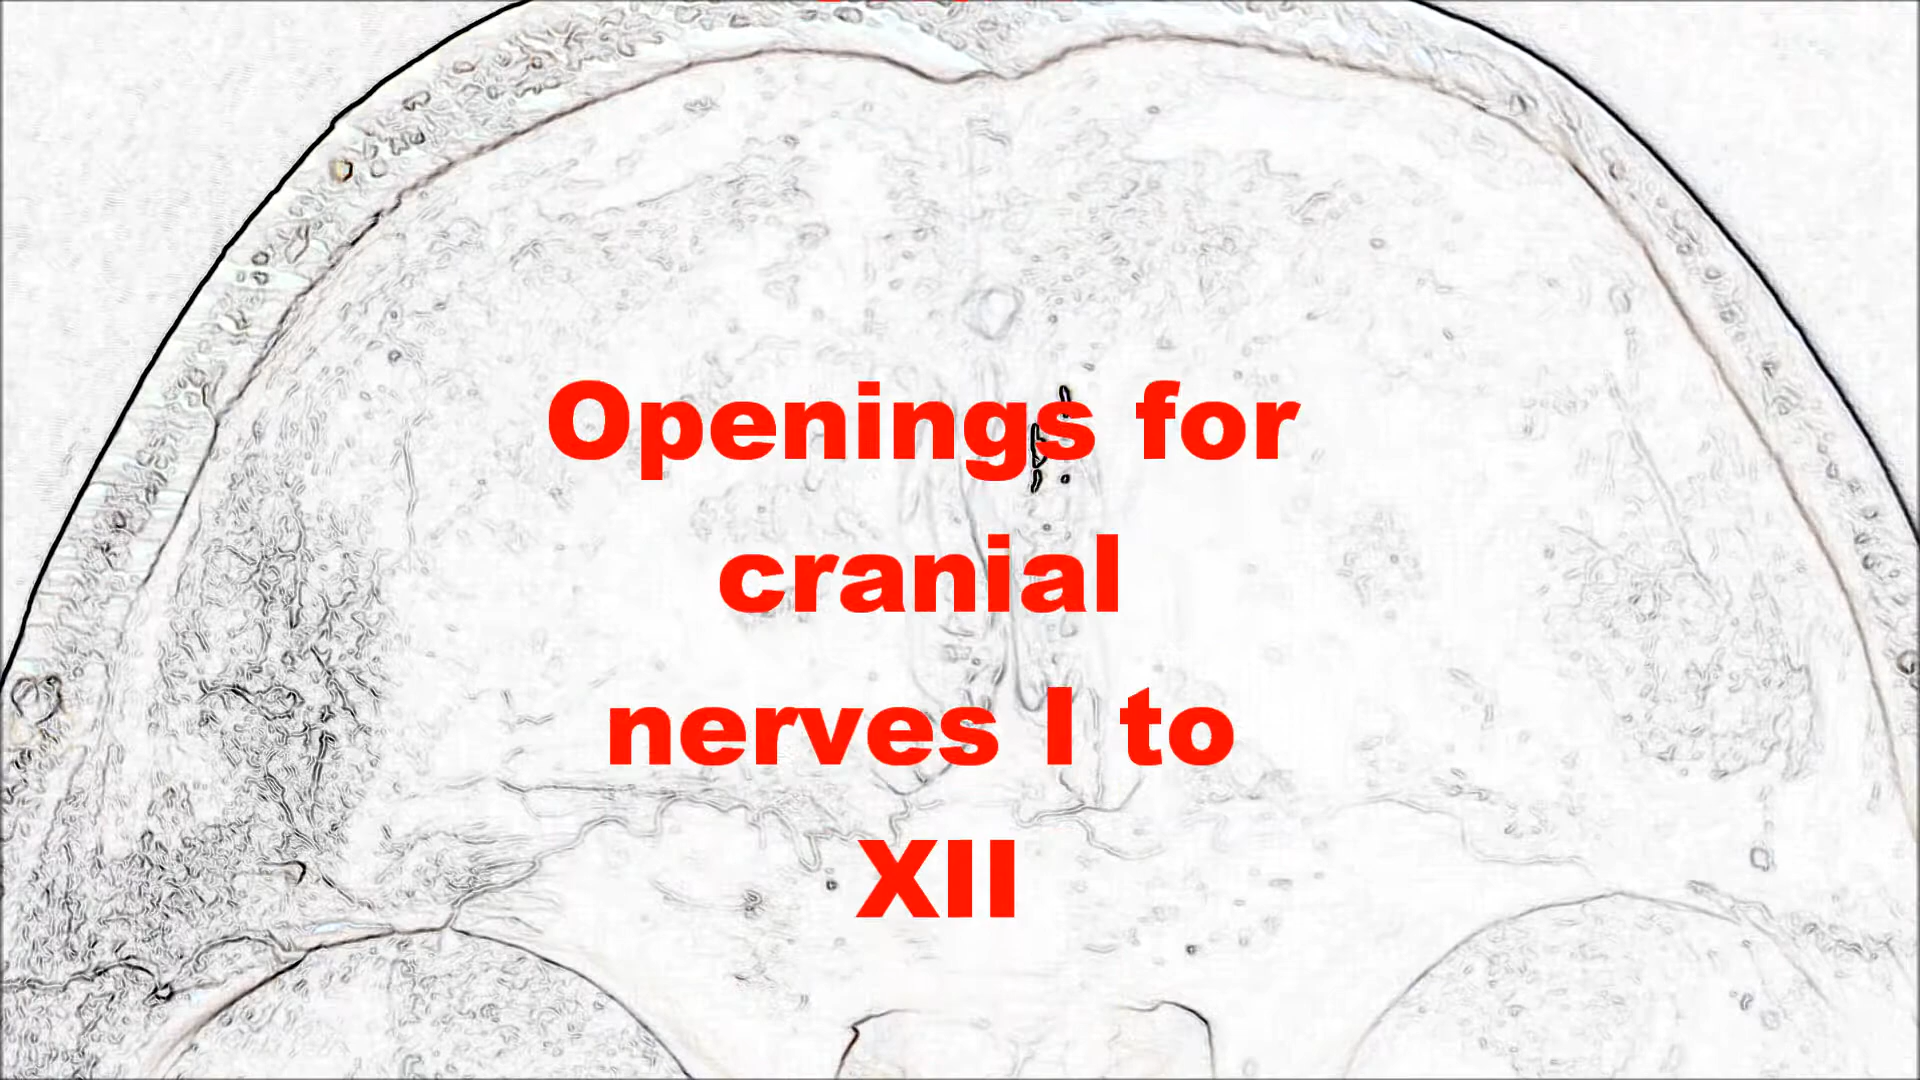 Openings for
cranial
nerves I to
XII